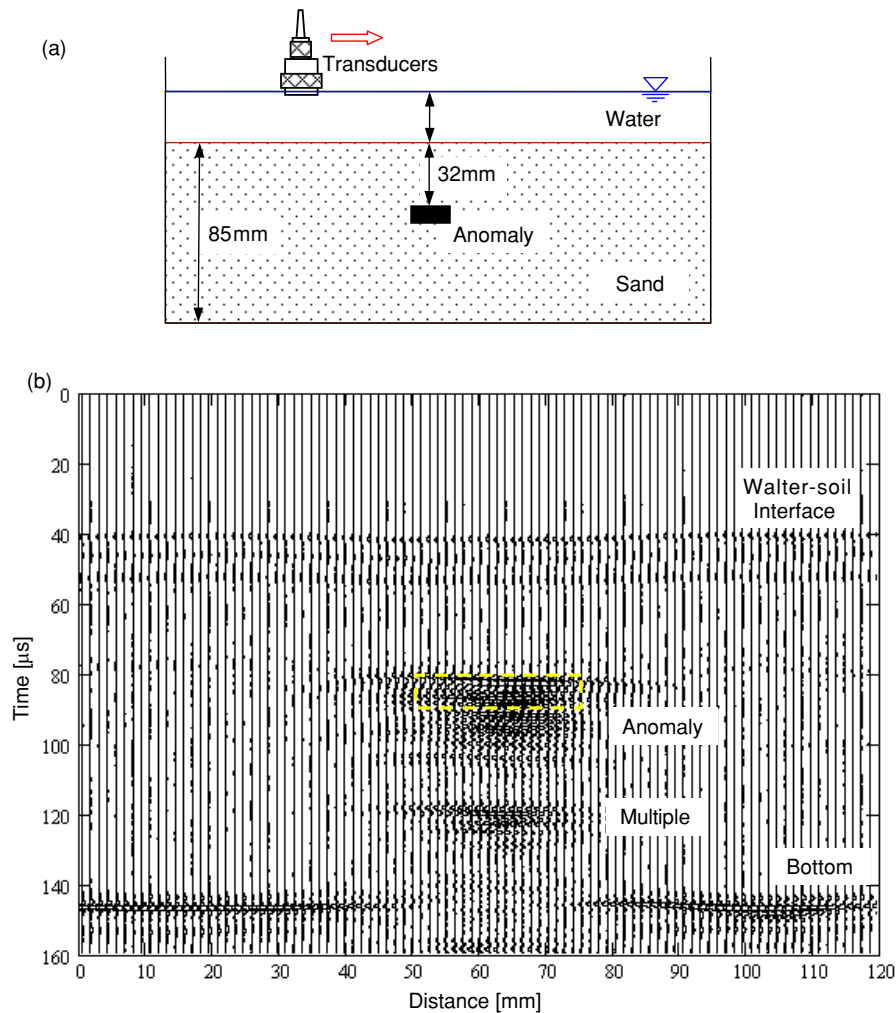 (a)
Transducers
Water
32mm
85mm
Anomaly
Sand
(b)
0
20
40
60
80
100
120
140
160
Time [μs]
Walter-soil
Interface
Anomaly
Multiple
Bottom
0 10 20 30 40 50 60 70 80 90 100 110 120
Distance [mm]